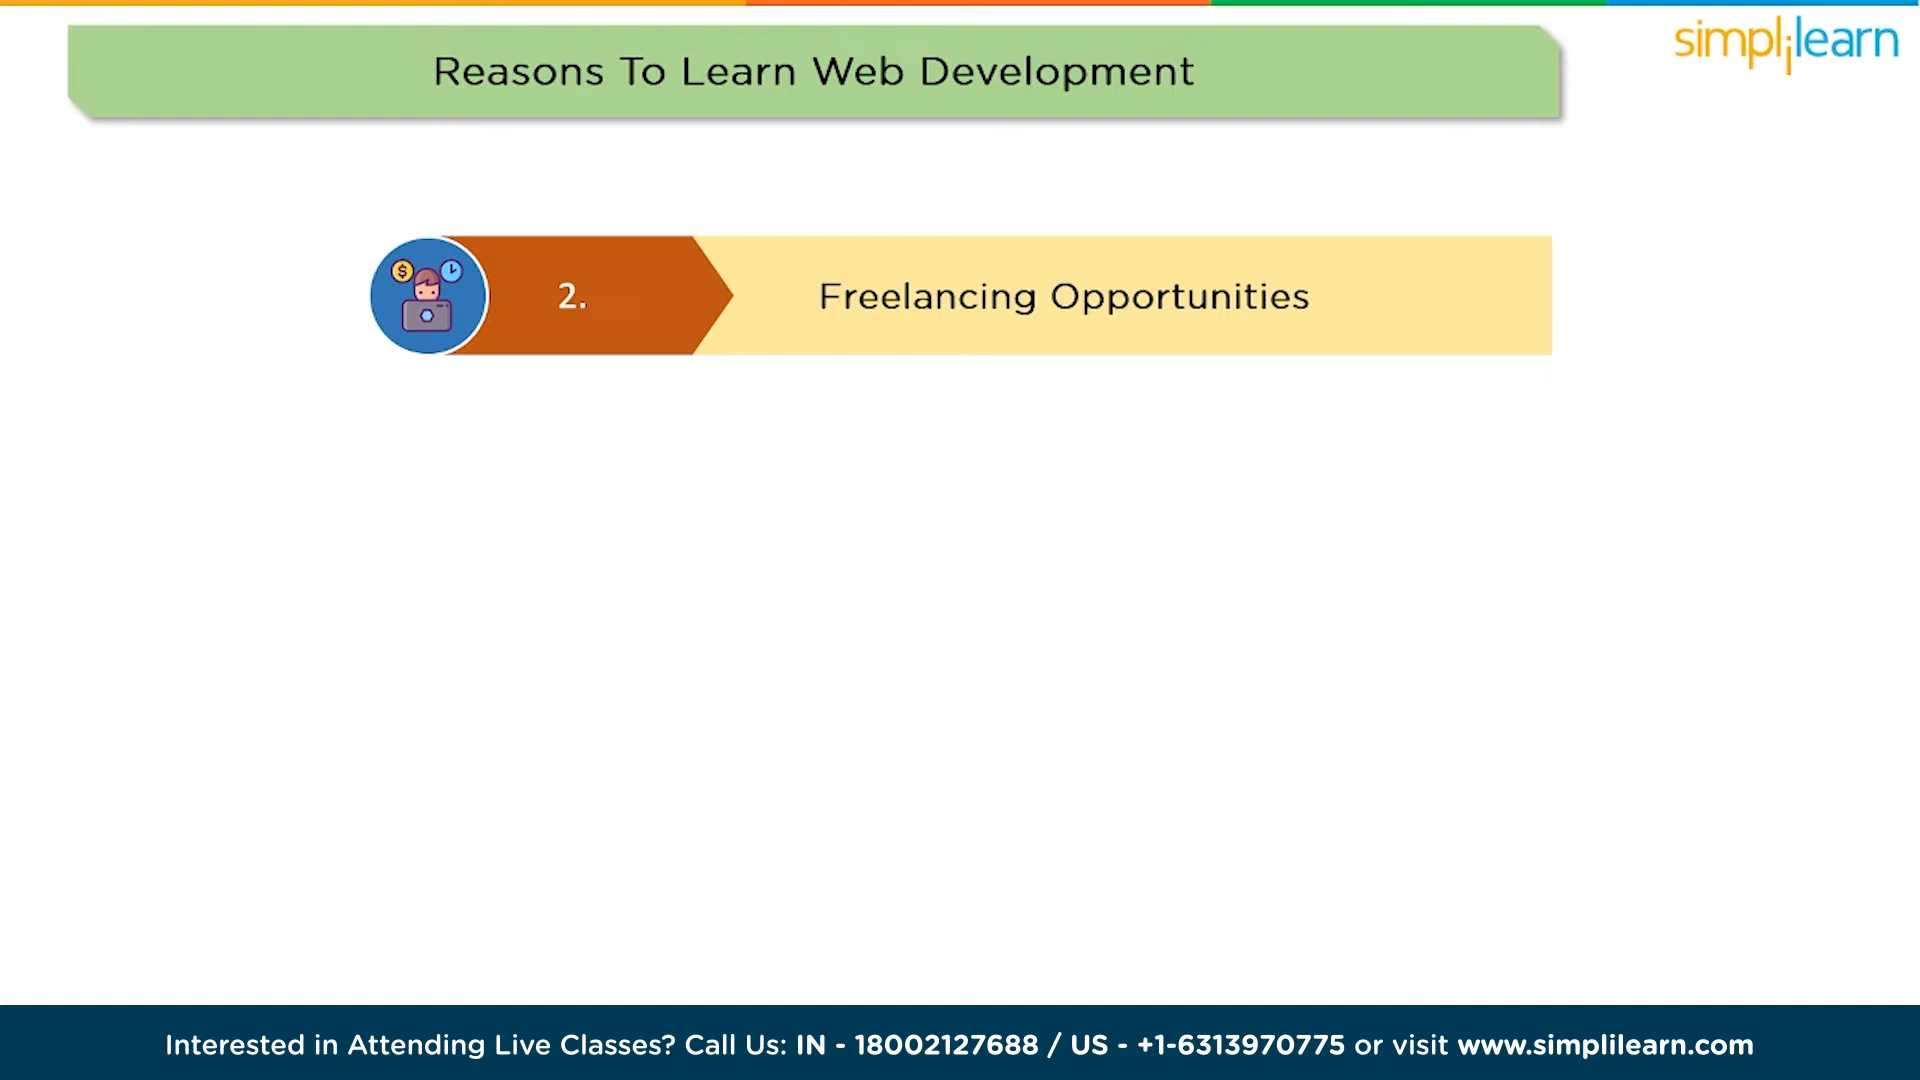 simplilearn
Reasons To Learn Web Development
$
2.
Freelancing Opportunities
Interested in Attending Live Classes? Call Us: IN - 18002127688 / US - +1-6313970775 or visit www.simplilearn.com